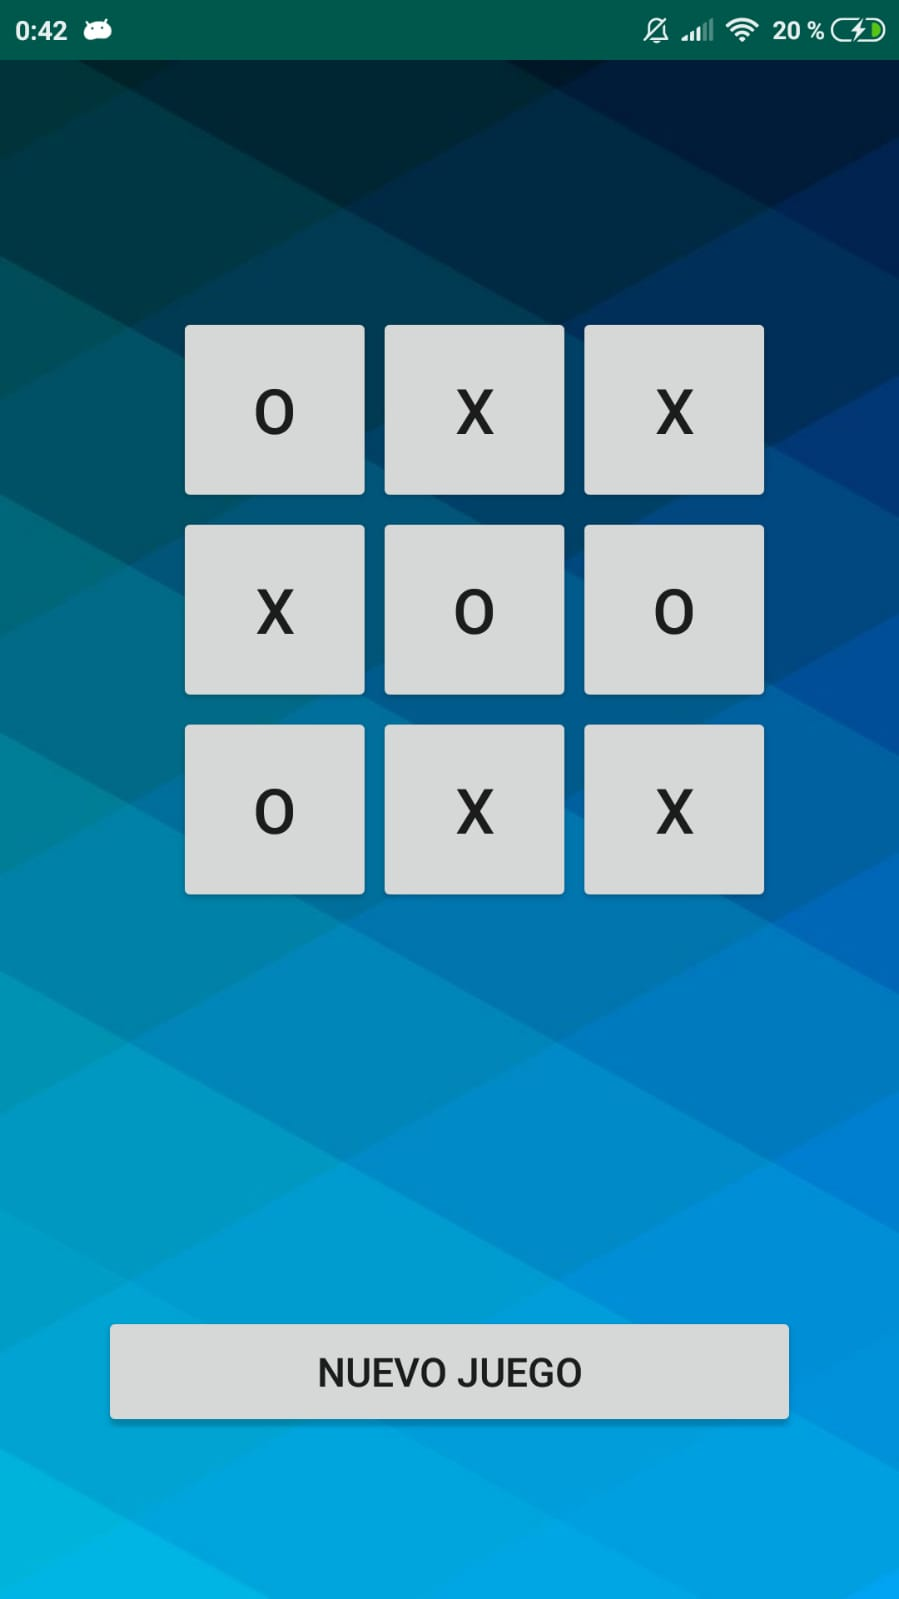 0:42 20 %
O X X
X O O
O X X
NUEVO JUEGO